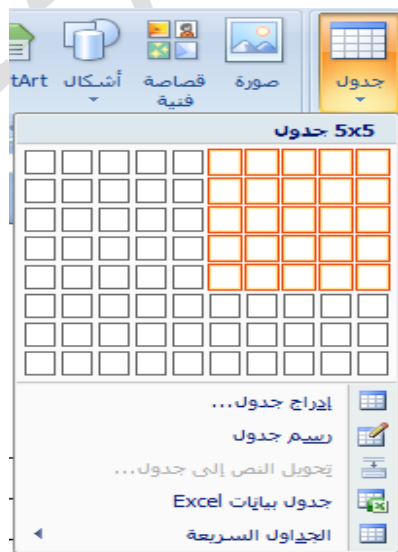 جدول
صورة
قصاصة
فنية
أشكال
tArt
5x5 جدول
إدراج جدول...
رسم جدول
تحويل النص إلى جدول...
جدول بيانات Excel
الجداول السريعة